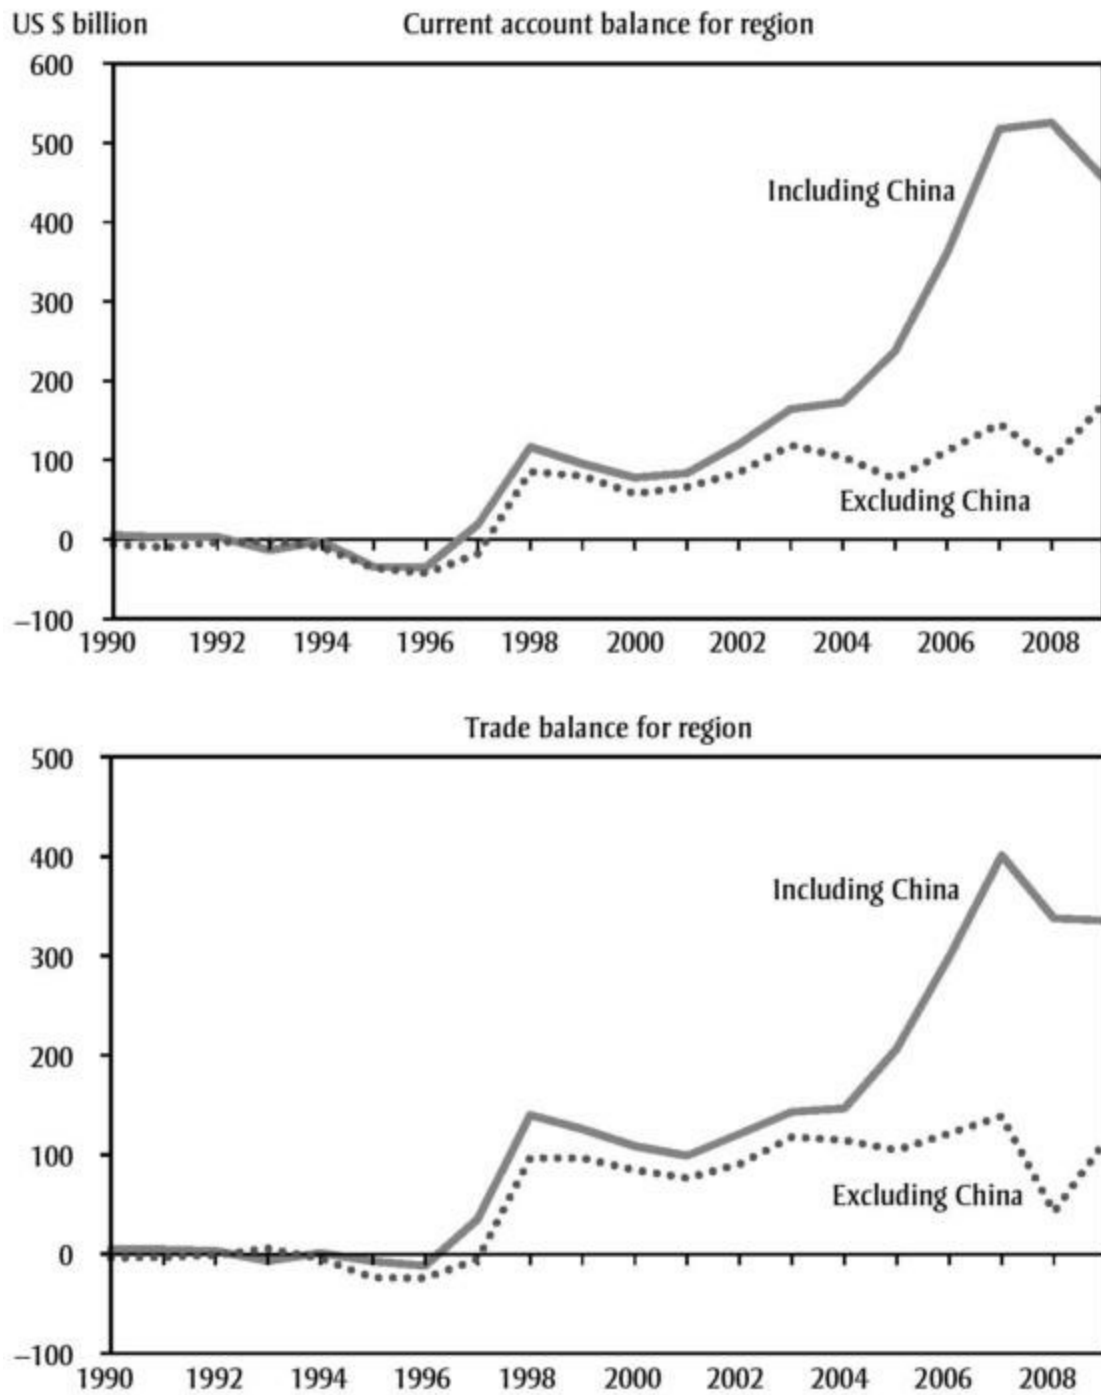 US $ billion
Current account balance for region
600
500
400
300
200
100
0
–100
Including China
Excluding China
1990 1992 1994 1996 1998 2000 2002 2004 2006 2008
Trade balance for region
500
400
300
200
100
0
–100
Including China
Excluding China
1990 1992 1994 1996 1998 2000 2002 2004 2006 2008